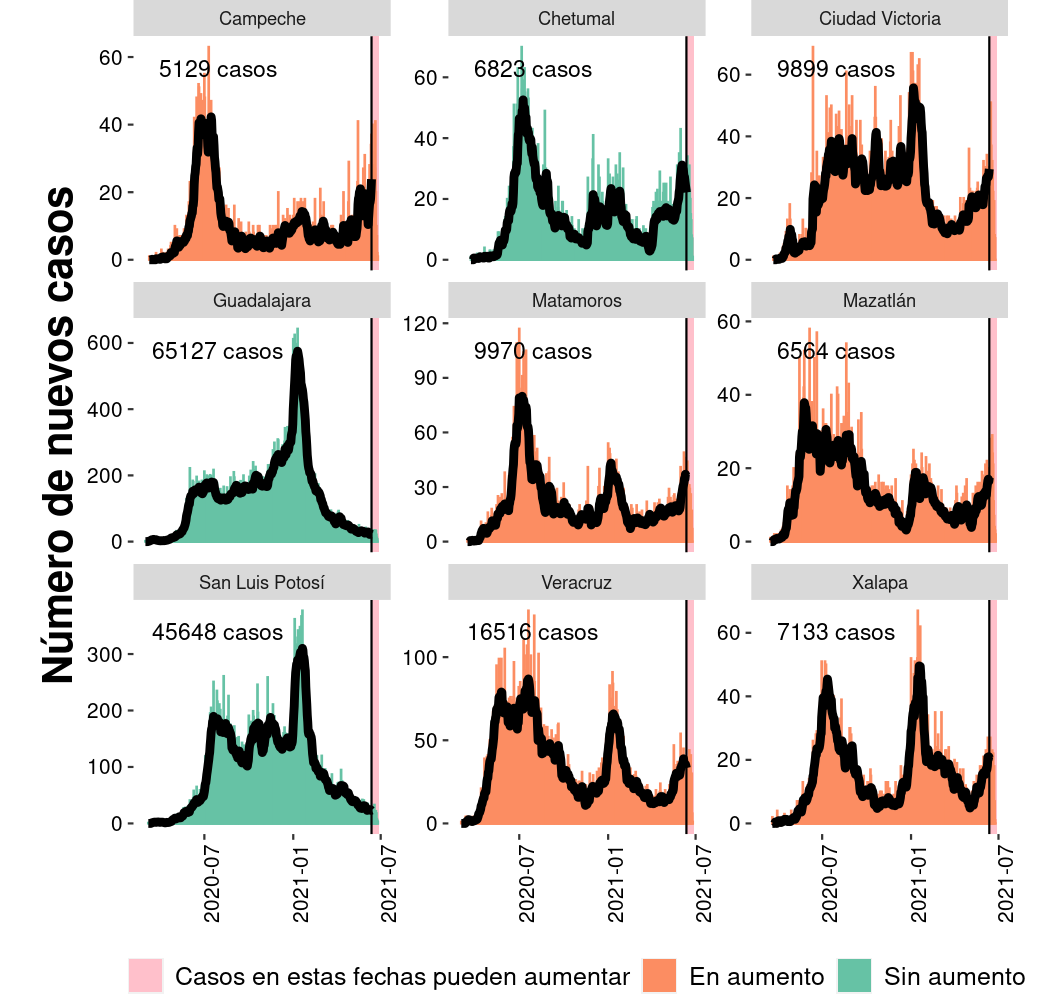 Número de nuevos casos
Campeche
Chetumal
Ciudad Victoria
5129 casos
6823 casos
9899 casos
60
40
20
0
60
40
20
0
60
40
20
0
Guadalajara
Matamoros
Mazatlán
65127 casos
9970 casos
6564 casos
600
400
200
0
120
90
60
30
0
60
40
20
0
San Luis Potosí
Veracruz
Xalapa
45648 casos
16516 casos
7133 casos
300
200
100
0
100
50
0
60
40
20
0
2020-07
2021-01
2021-07
2020-07
2021-01
2021-07
2020-07
2021-01
2021-07
Casos en estas fechas pueden aumentar
En aumento
Sin aumento